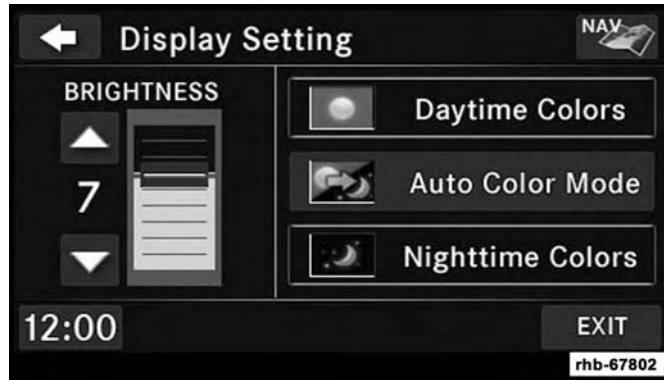 Display Setting
NAV
BRIGHTNESS
7
Daytime Colors
Auto Color Mode
Nighttime Colors
12:00
EXIT
rhb-67802